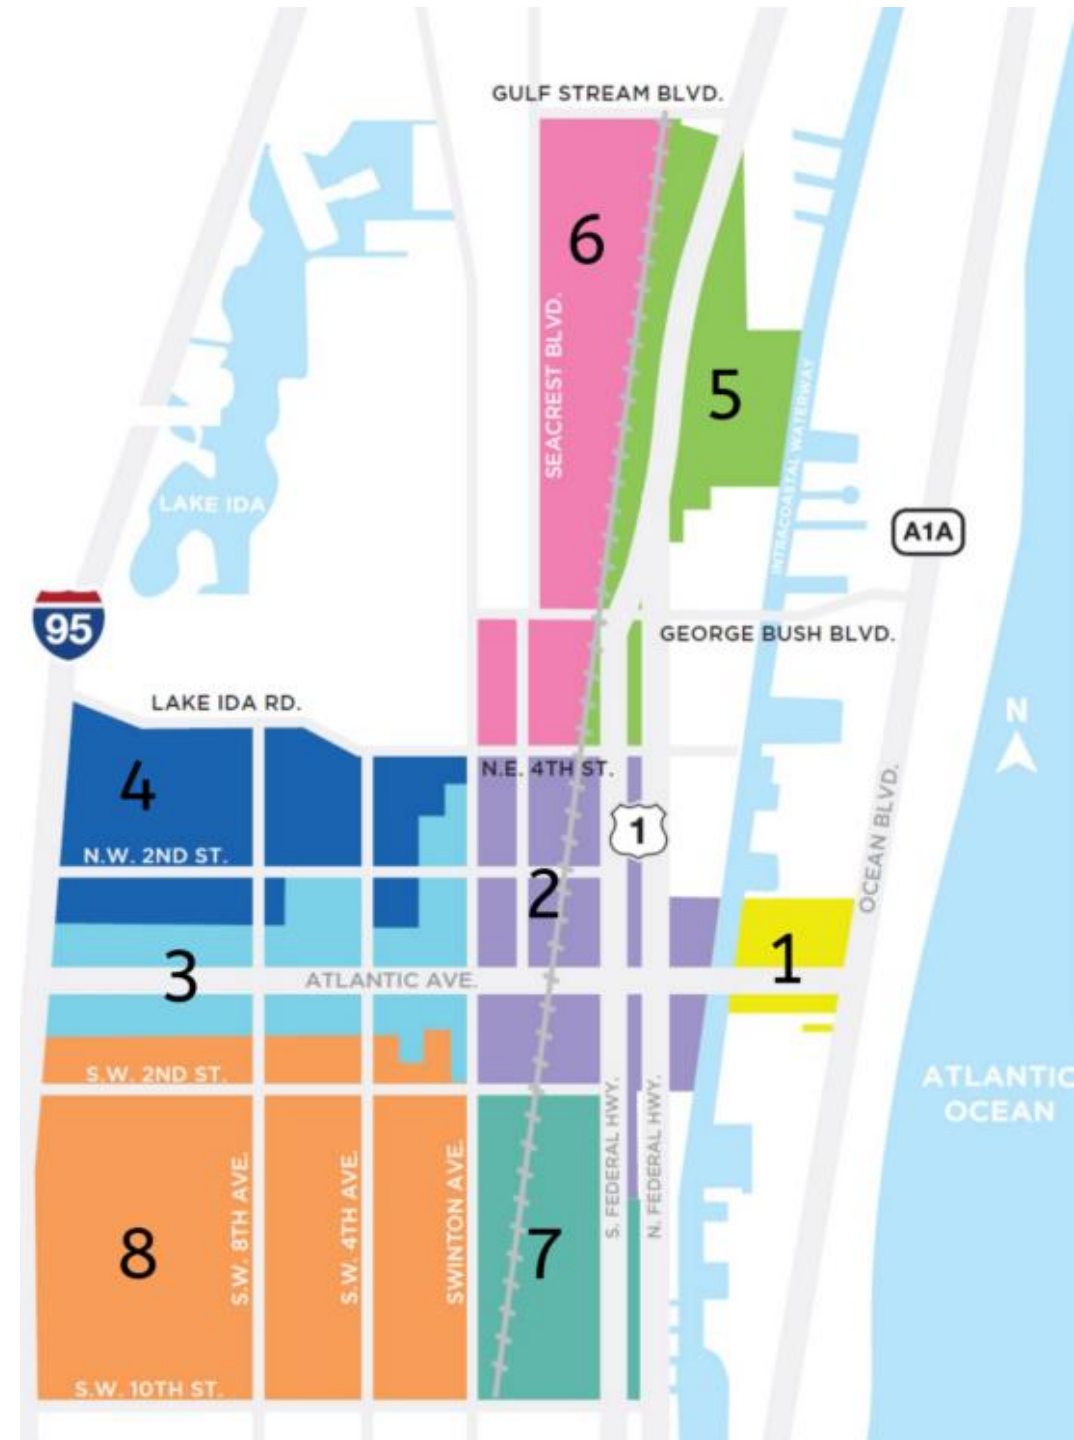 GULF STREAM BLVD.
6
SEACREST BLVD.
5
INTRACOASTAL WATERWAY
LAKE IDA
A1A
95
GEORGE BUSH BLVD.
LAKE IDA RD.
N
4
N.E. 4TH ST.
1
OCEAN BLVD.
N.W. 2ND ST.
2
3
1
ATLANTIC AVE.
S.W. 2ND ST.
ATLANTIC
OCEAN
S. FEDERAL HWY.
N. FEDERAL HWY.
S.W. 8TH AVE.
S.W. 4TH AVE.
SWINTON AVE.
8
7
S.W. 10TH ST.